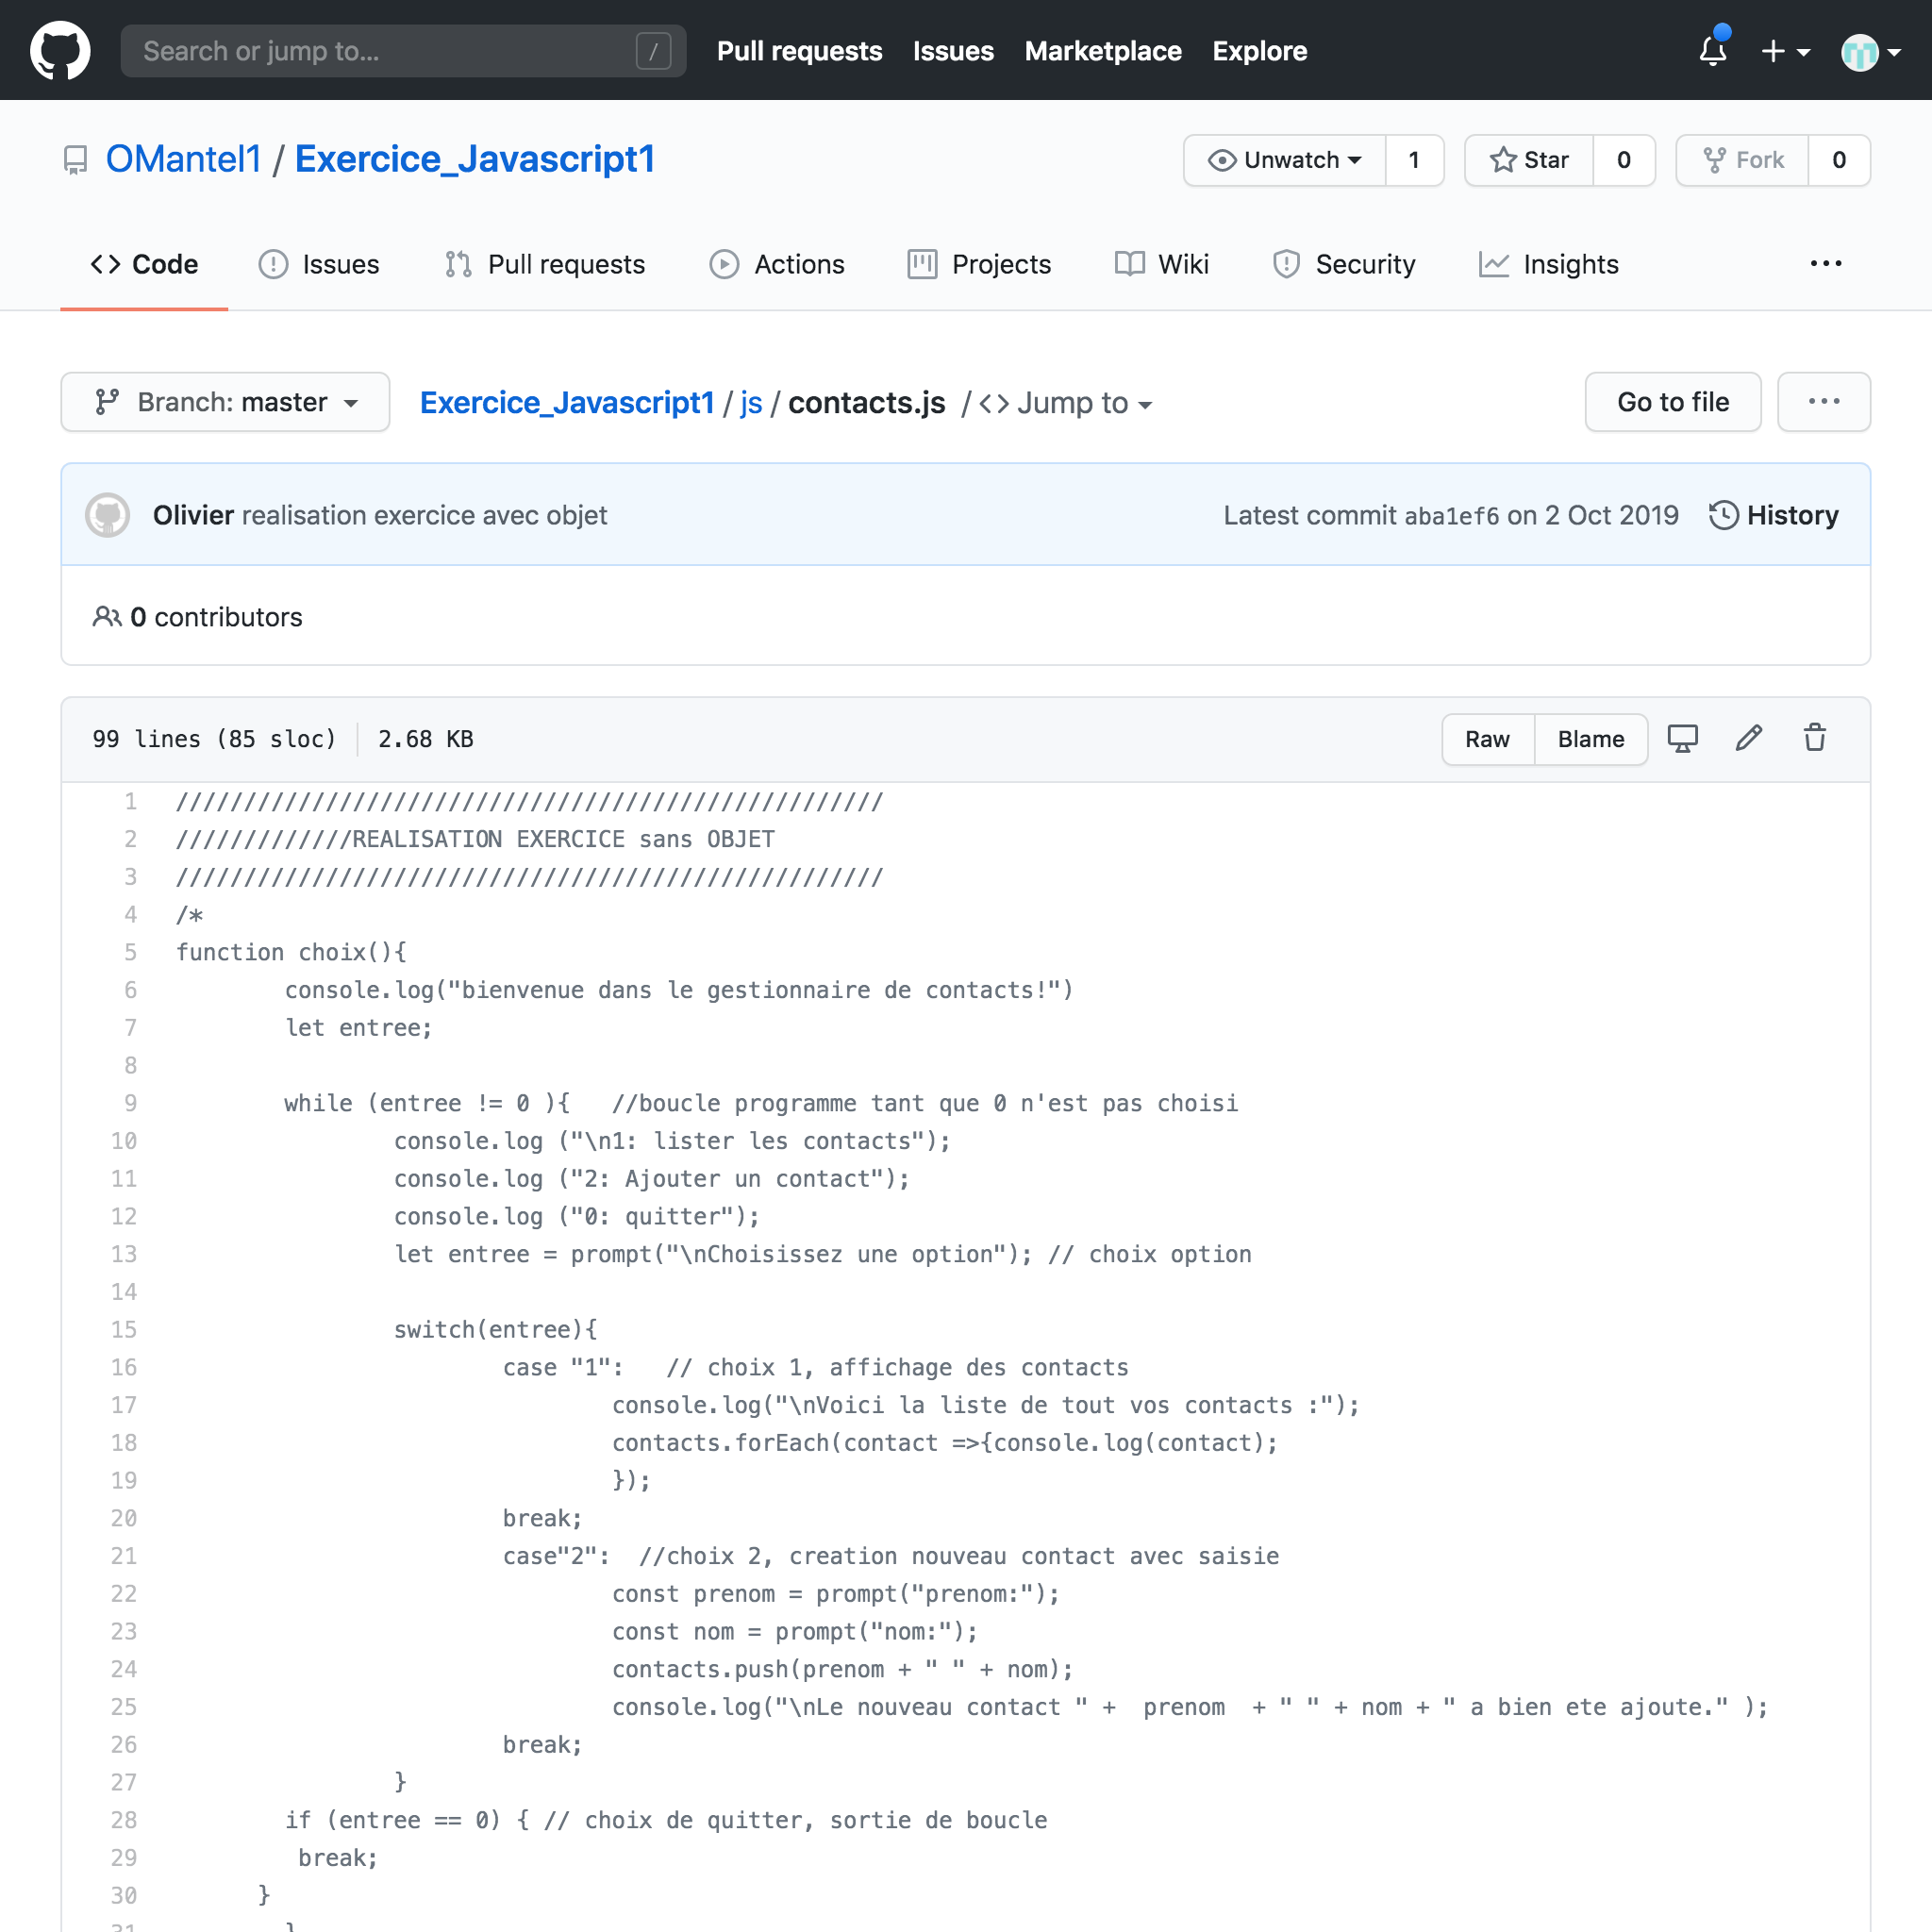 Search or jump to... /
Pull requests Issues Marketplace Explore
OMantel1 / Exercice_Javascript1
Unwatch 1 Star 0 Fork 0
Code Issues Pull requests Actions Projects Wiki Security Insights ...
Branch: master Exercice_Javascript1 / js / contacts.js / <> Jump to Go to file ...
Olivier realisation exercice avec objet Latest commit aba1ef6 on 2 Oct 2019 History
0 contributors
99 lines (85 sloc) 2.68 KB Raw Blame
1 ////////////////////////////////////////////////////
2 /////////////REALISATION EXERCICE sans OBJET
3 ////////////////////////////////////////////////////
4 /*
5 function choix(){
6 console.log("bienvenue dans le gestionnaire de contacts!")
7 let entree;
8
9 while (entree != 0 ){ //boucle programme tant que 0 n'est pas choisi
10 console.log ("\n1: lister les contacts");
11 console.log ("2: Ajouter un contact");
12 console.log ("0: quitter");
13 let entree = prompt("\nChoisissez une option"); // choix option
14
15 switch(entree){
16 case "1": // choix 1, affichage des contacts
17 console.log("\nVoici la liste de tout vos contacts :");
18 contacts.forEach(contact =>{console.log(contact);
19 });
20 break;
21 case"2": //choix 2, creation nouveau contact avec saisie
22 const prenom = prompt("prenom:");
23 const nom = prompt("nom:");
24 contacts.push(prenom + " " + nom);
25 console.log("\nLe nouveau contact " + prenom + " " + nom + " a bien ete ajoute." );
26 break;
27 }
28 if (entree == 0) { // choix de quitter, sortie de boucle
29 break;
30 }
31 }